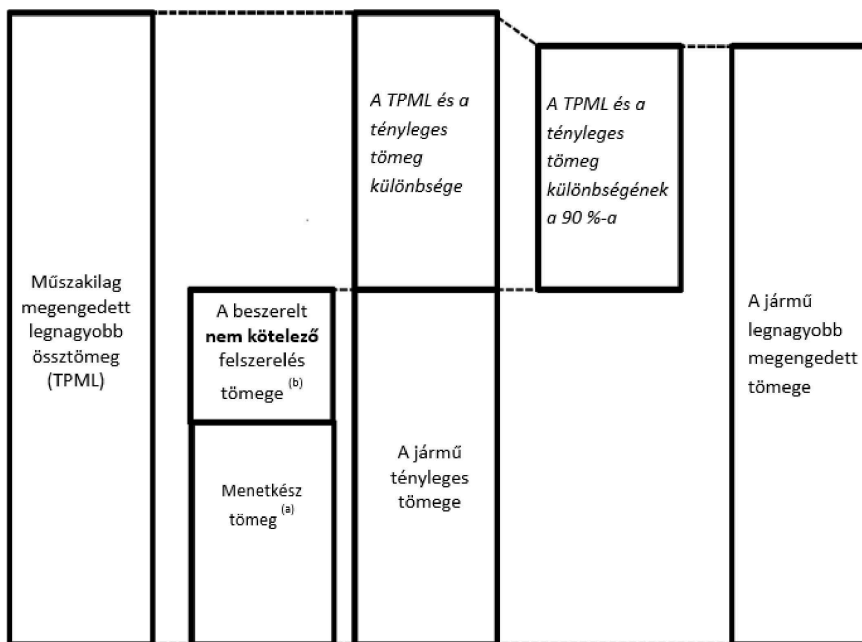 Műszakilag
megengedett
legnagyobb
össztömeg
(TPML)
A beszerelt
nem kötelező
felszerelés
tömege (b)
Menetkész
tömeg (a)
A TPML és a
tényleges
tömeg
különbsége
A jármű
tényleges
tömege
A TPML és a
tényleges
tömeg
különbségének
a 90 %-a
A jármű
legnagyobb
megengedett
tömege